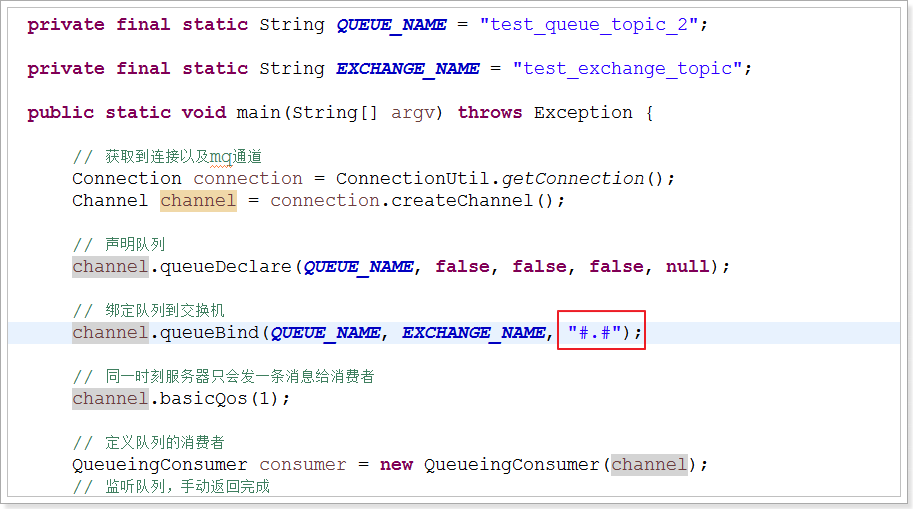 private final static String QUEUE_NAME = "test_queue_topic_2";
private final static String EXCHANGE_NAME = "test_exchange_topic";
public static void main(String[] argv) throws Exception {
// 获取到连接以及mq通道
Connection connection = ConnectionUtil.getConnection();
Channel channel = connection.createChannel();
// 声明队列
channel.queueDeclare(QUEUE_NAME, false, false, false, null);
// 绑定队列到交换机
channel.queueBind(QUEUE_NAME, EXCHANGE_NAME, "#.#");
// 同一时刻服务器只会发一条消息给消费者
channel.basicQos(1);
// 定义队列的消费者
QueueingConsumer consumer = new QueueingConsumer(channel);
// 监听队列，手动返回完成